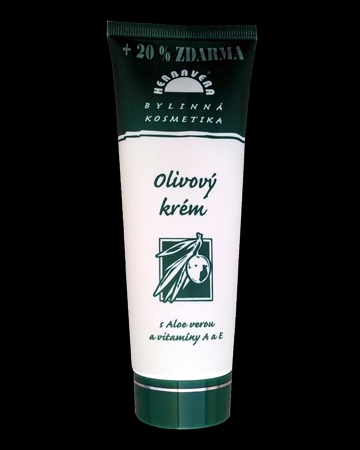 + 20 % ZDARMA
HERBAVERA
BYLINNÁ
KOSMETIKA
Olivový
krém
s Aloe verou
a vitamíny A a E